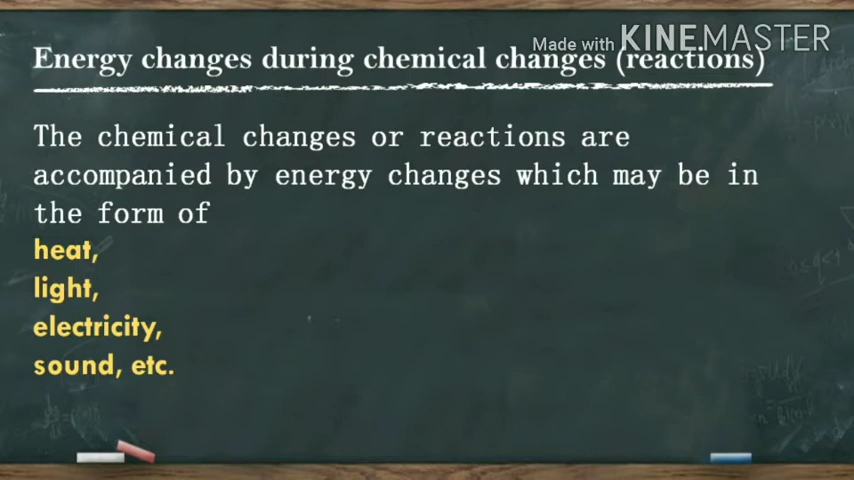 Made with KINEMASTER
Energy changes during chemical changes (reactions)
The chemical changes or reactions are
accompanied by energy changes which may be in
the form of
heat,
light,
electricity,
sound, etc.